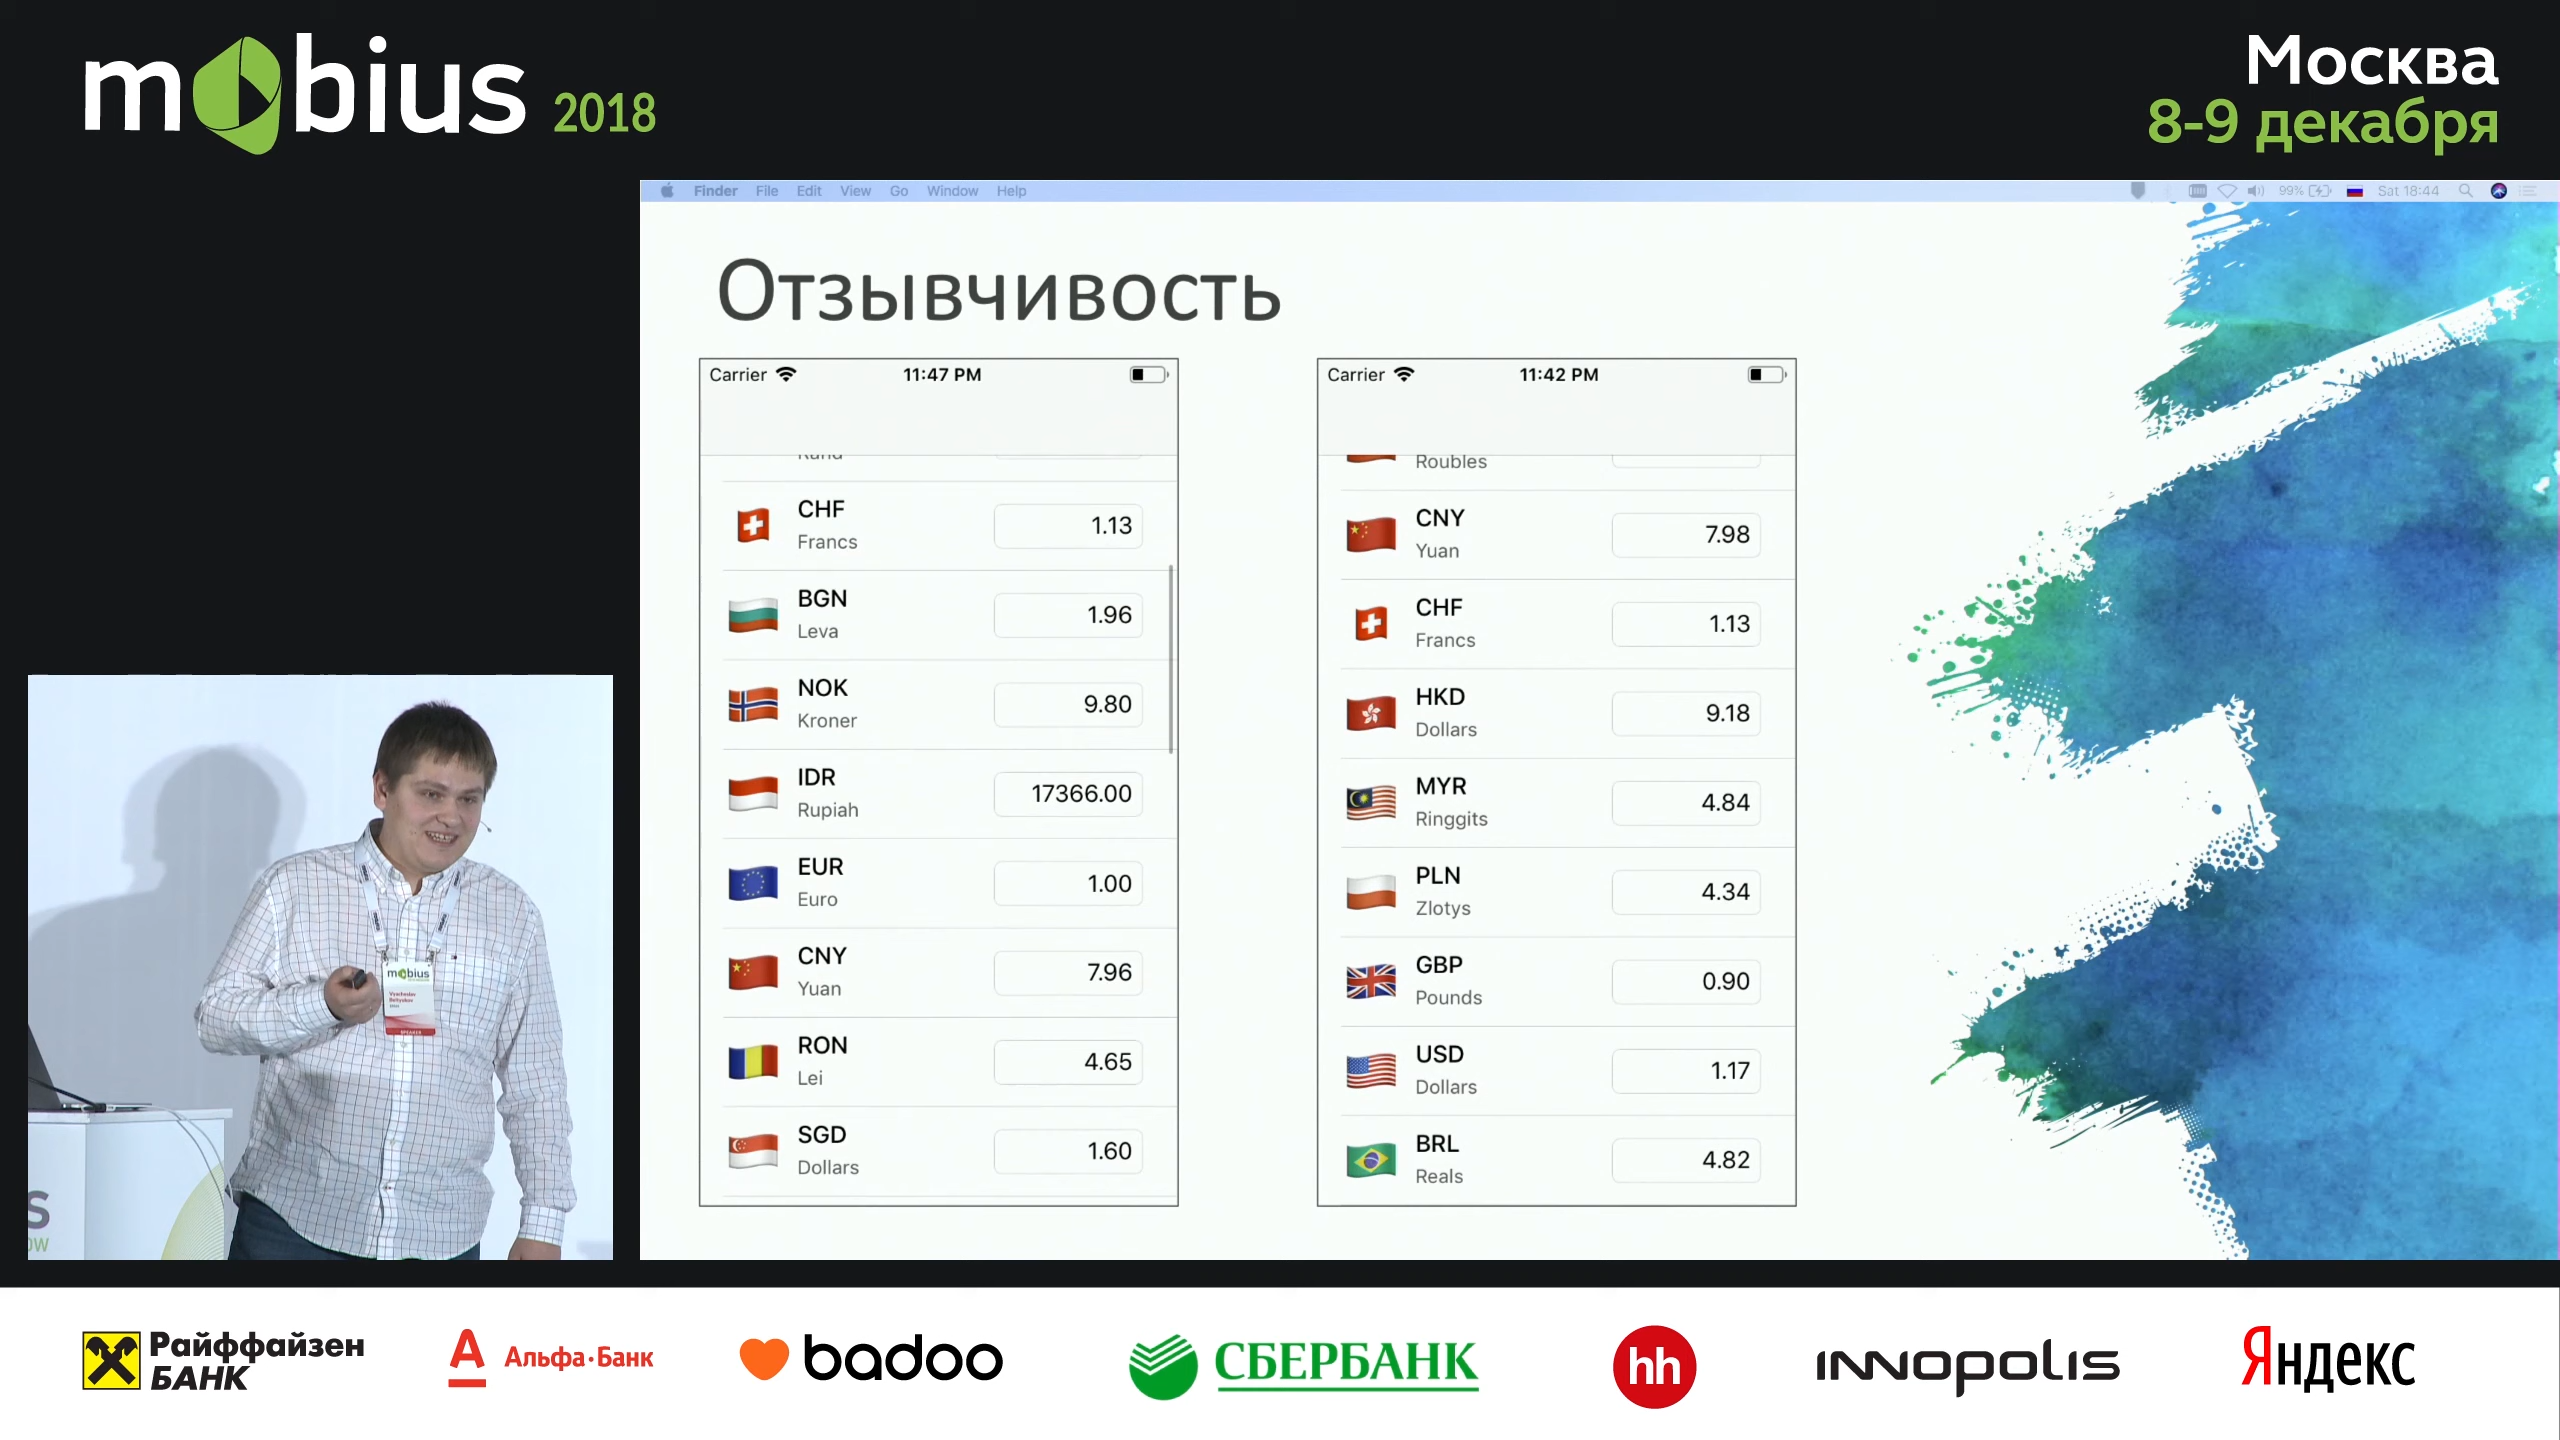 mobius 2018
Москва
8-9 декабря
Finder File Edit View Go Window Help
99% Sat 18:44
Отзывчивость
Carrier 11:47 PM
CHF 1.13
Francs
BGN 1.96
Leva
NOK 9.80
Kroner
IDR 17366.00
Rupiah
EUR 1.00
Euro
CNY 7.96
Yuan
RON 4.65
Lei
SGD 1.60
Dollars
Carrier 11:42 PM
Roubles
CNY 7.98
Yuan
CHF 1.13
Francs
HKD 9.18
Dollars
MYR 4.84
Ringgits
PLN 4.34
Zlotys
GBP 0.90
Pounds
USD 1.17
Dollars
BRL 4.82
Reals
mobius
SPEAKER
Райффайзен
БАНК
А
Альфа·Банк
badoo
СБЕРБАНК
hh
INNOPOLIS
Яндекс